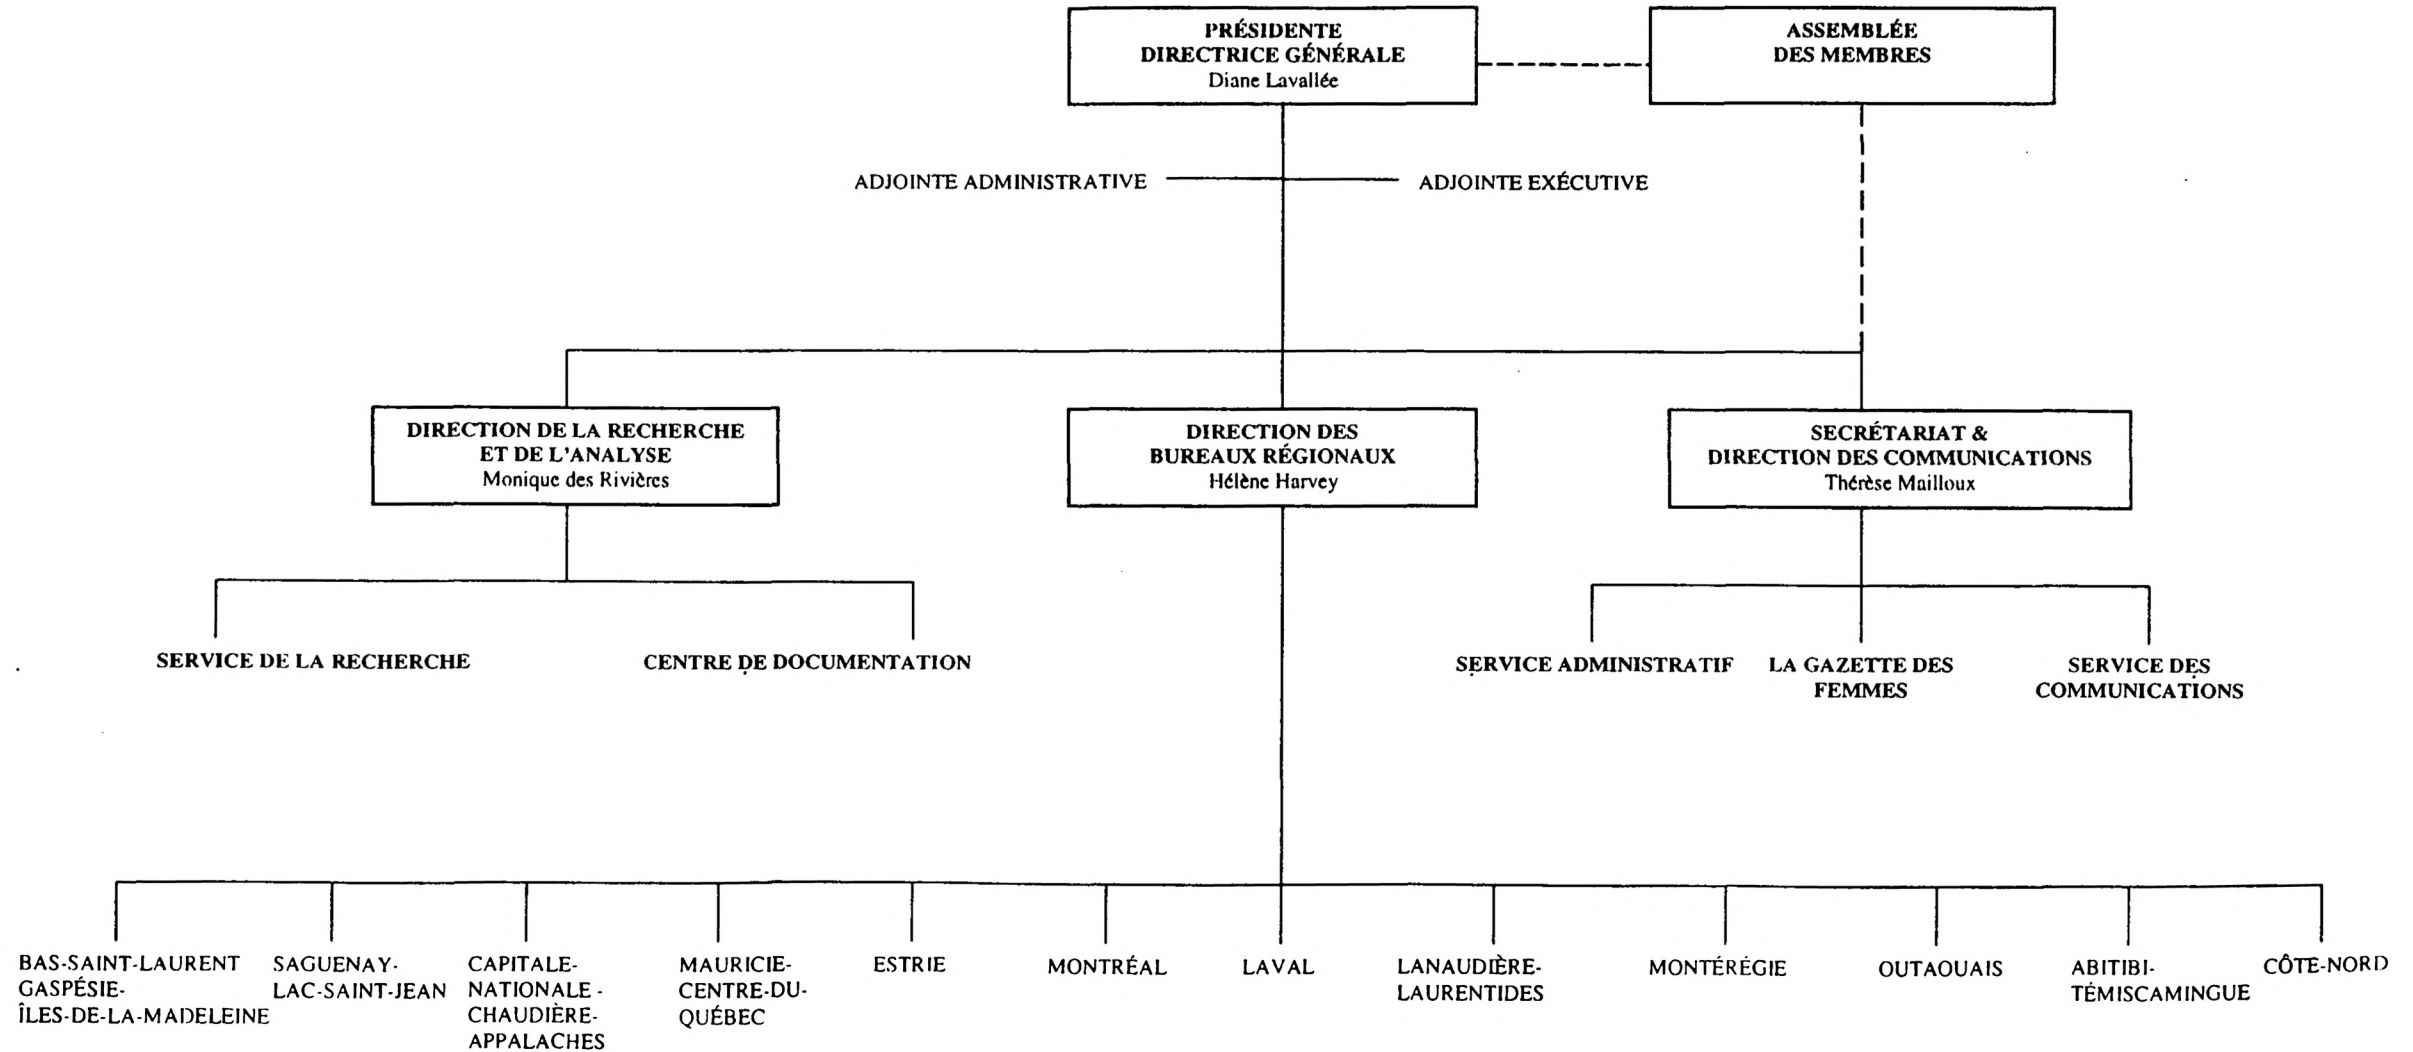 PRÉSIDENTE
DIRECTRICE GÉNÉRALE
Diane Lavallée
ASSEMBLÉE
DES MEMBRES
ADJOINTE ADMINISTRATIVE
ADJOINTE EXÉCUTIVE
DIRECTION DE LA RECHERCHE
ET DE L'ANALYSE
Monique des Rivières
DIRECTION DES
BUREAUX RÉGIONAUX
Hélène Harvey
SECRÉTARIAT &
DIRECTION DES COMMUNICATIONS
Thérèse Mailloux
SERVICE DE LA RECHERCHE
CENTRE DE DOCUMENTATION
SERVICE ADMINISTRATIF
LA GAZETTE DES
FEMMES
SERVICE DES
COMMUNICATIONS
BAS-SAINT-LAURENT
GASPÉSIE-
ÎLES-DE-LA-MADELEINE
SAGUENAY-
LAC-SAINT-JEAN
CAPITALE-
NATIONALE -
CHAUDIÈRE-
APPALACHES
MAURICIE-
CENTRE-DU-
QUÉBEC
ESTRIE
MONTRÉAL
LAVAL
LANAUDIÈRE-
LAURENTIDES
MONTÉRÉGIE
OUTAOUAIS
ABITIBI-
TÉMISCAMINGUE
CÔTE-NORD